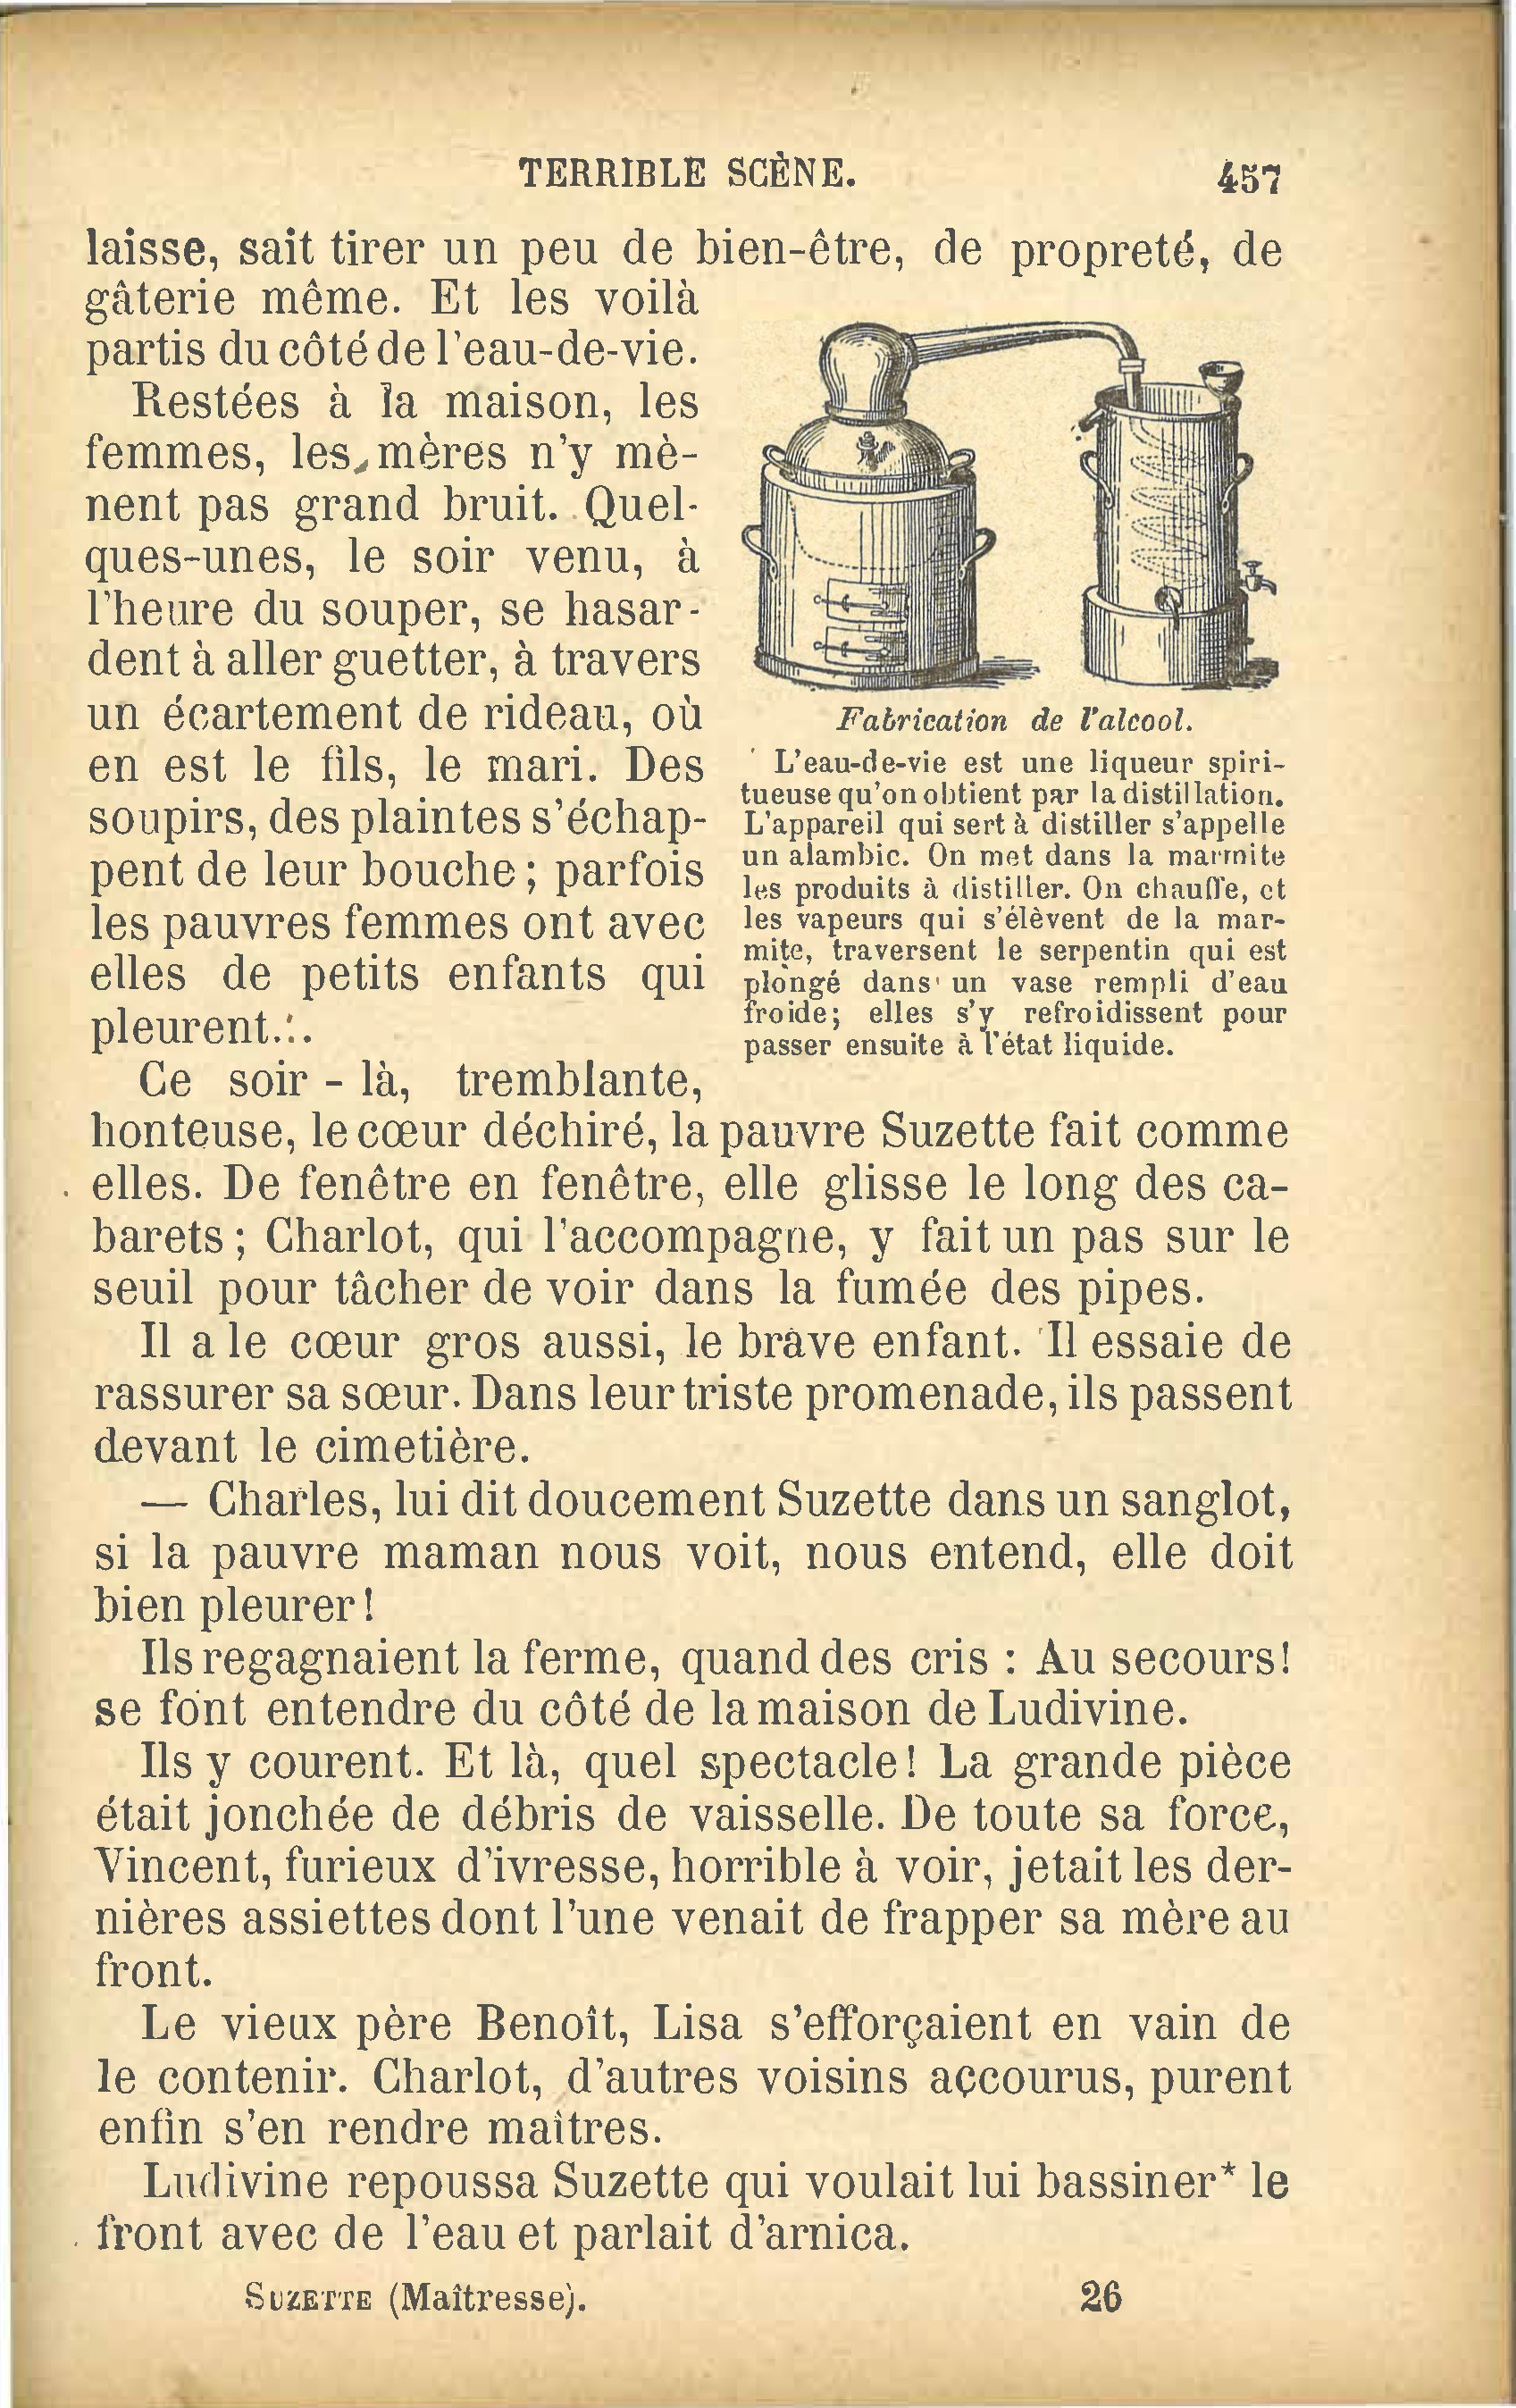 TERRIBLE SCÈNE. 457
laisse, sait tirer un peu de bien-être, de propreté, de
gâterie même. Et les voilà
partis du côté de l'eau-de-vie.
Restées à la maison, les
femmes, les mères n'y mè-
nent pas grand bruit. Quel-
ques-unes, le soir venu, à
l'heure du souper, se hasar-
dent à aller guetter, à travers
un écartement de rideau, où
en est le fils, le mari. Des
soupirs, des plaintes s'échap-
pent de leur bouche ; parfois
les pauvres femmes ont avec
elles de petits enfants qui
pleurent...
Ce soir-là, tremblante,
Fabrication de l'alcool.
L'eau-de-vie est une liqueur spiri-
tueuse qu'on obtient par la distillation.
L'appareil qui sert à distiller s'appelle
un alambic. On met dans la marmite
les produits à distiller. On chauffe, et
les vapeurs qui s'élèvent de la mar-
mite, traversent le serpentin qui est
plongé dans un vase rempli d'eau
froide; elles s'y refroidissent pour
passer ensuite à l'état liquide.
honteuse, le cœur déchiré, la pauvre Suzette fait comme
elles. De fenêtre en fenêtre, elle glisse le long des ca-
barets ; Charlot, qui l'accompagne, y fait un pas sur le
seuil pour tâcher de voir dans la fumée des pipes.
Il a le cœur gros aussi, le brave enfant. Il essaie de
rassurer sa sœur. Dans leur triste promenade, ils passent
devant le cimetière.
— Charles, lui dit doucement Suzette dans un sanglot,
si la pauvre maman nous voit, nous entend, elle doit
bien pleurer !
Ils regagnaient la ferme, quand des cris : Au secours!
se font entendre du côté de la maison de Ludivine.
Ils y courent. Et là, quel spectacle! La grande pièce
était jonchée de débris de vaisselle. De toute sa force,
Vincent, furieux d'ivresse, horrible à voir, jetait les der-
nières assiettes dont l'une venait de frapper sa mère au
front.
Le vieux père Benoît, Lisa s'efforçaient en vain de
le contenir. Charlot, d'autres voisins accourus, purent
enfin s'en rendre maîtres.
Ludivine repoussa Suzette qui voulait lui bassiner* le
front avec de l'eau et parlait d'arnica.
SUZETTE (Maîtresse). 26